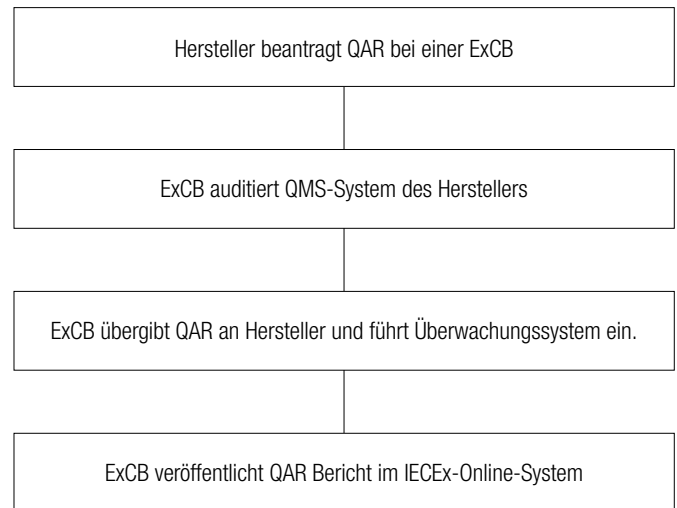 Hersteller beantragt QAR bei einer ExCB
ExCB auditiert QMS-System des Herstellers
ExCB übergibt QAR an Hersteller und führt Überwachungssystem ein.
ExCB veröffentlicht QAR Bericht im IECEx-Online-System